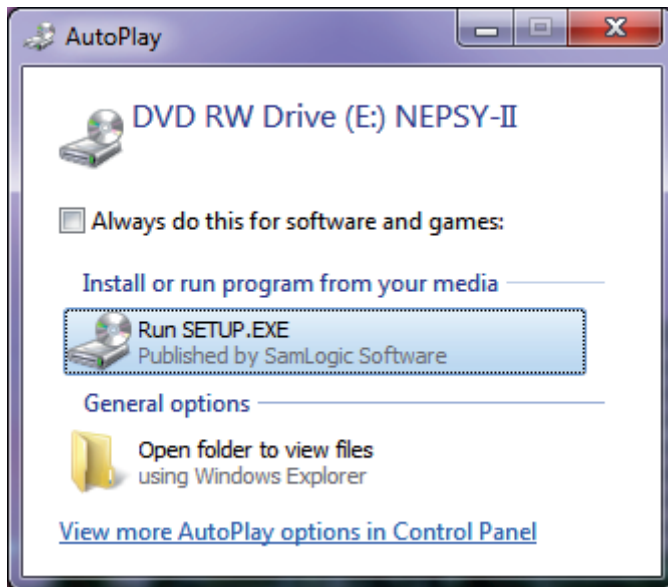 AutoPlay
DVD RW Drive (E:) NEPSY-II
Always do this for software and games:
Install or run program from your media
Run SETUP.EXE
Published by SamLogic Software
General options
Open folder to view files
using Windows Explorer
View more AutoPlay options in Control Panel